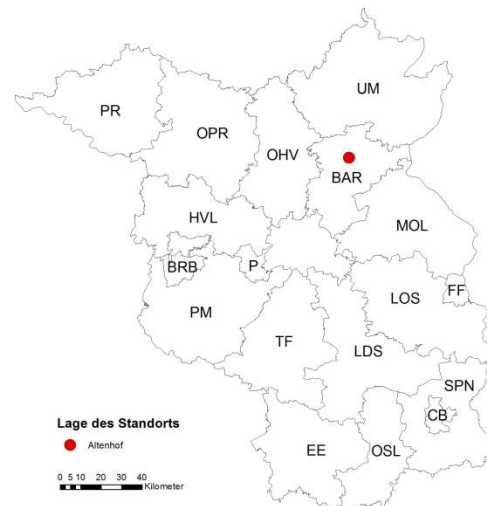 UM
PR
OPR
OHV
BAR
HVL
MOL
BRB
P
FF
LOS
PM
TF
LDS
SPN
CB
EE
OSL
Lage des Standorts
Altenhof
0 5 10 20 30 40
Kilometer